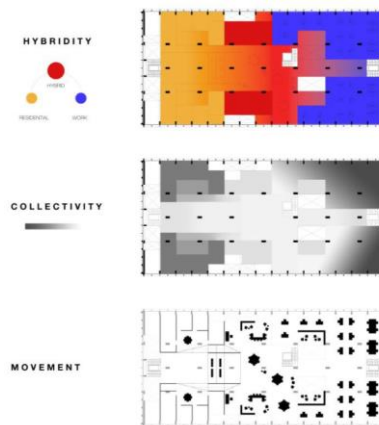 HYBRIDITY
HYBRID
RESIDENTIAL
WORK
COLLECTIVITY
MOVEMENT